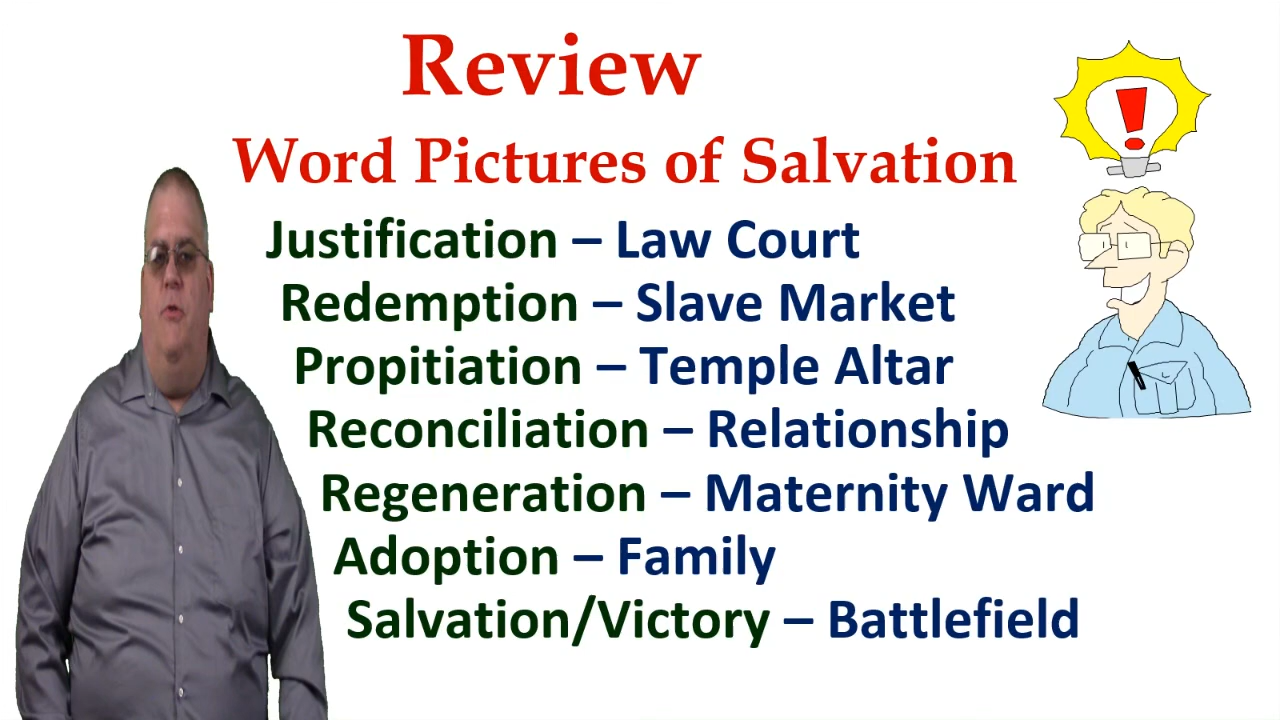 Review
Word Pictures of Salvation
Justification – Law Court
Redemption – Slave Market
Propitiation – Temple Altar
Reconciliation – Relationship
Regeneration – Maternity Ward
Adoption – Family
Salvation/Victory – Battlefield